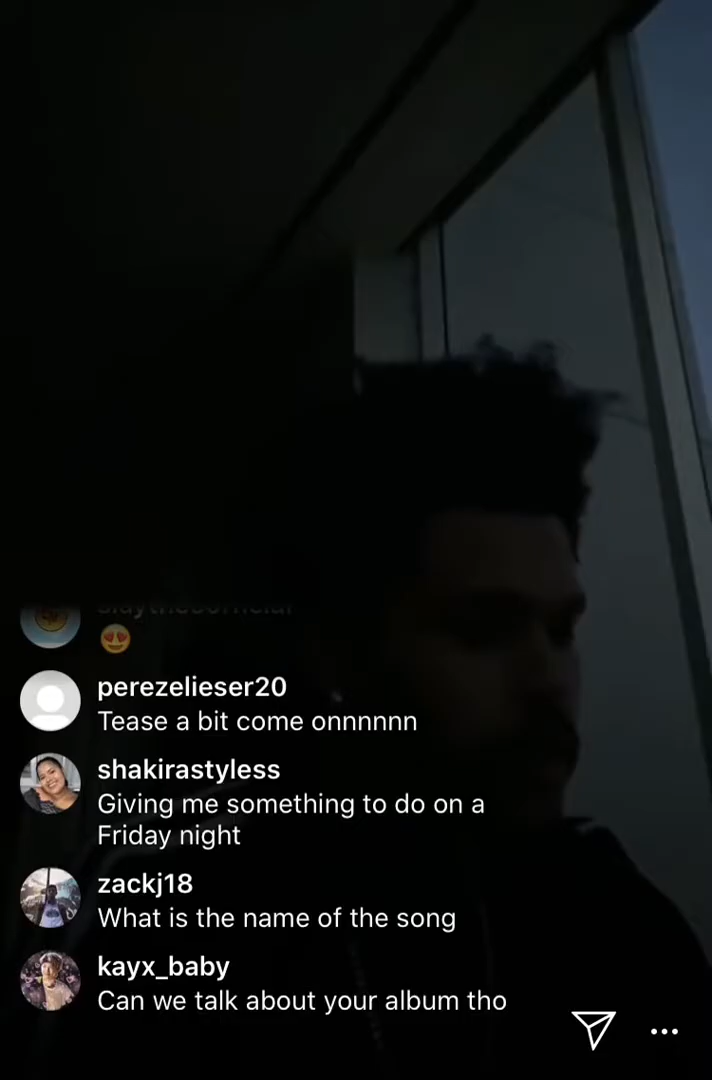 😍
perezelieser20
Tease a bit come onnnnnn
shakirastyless
Giving me something to do on a
Friday night
zackj18
What is the name of the song
kayx_baby
Can we talk about your album tho